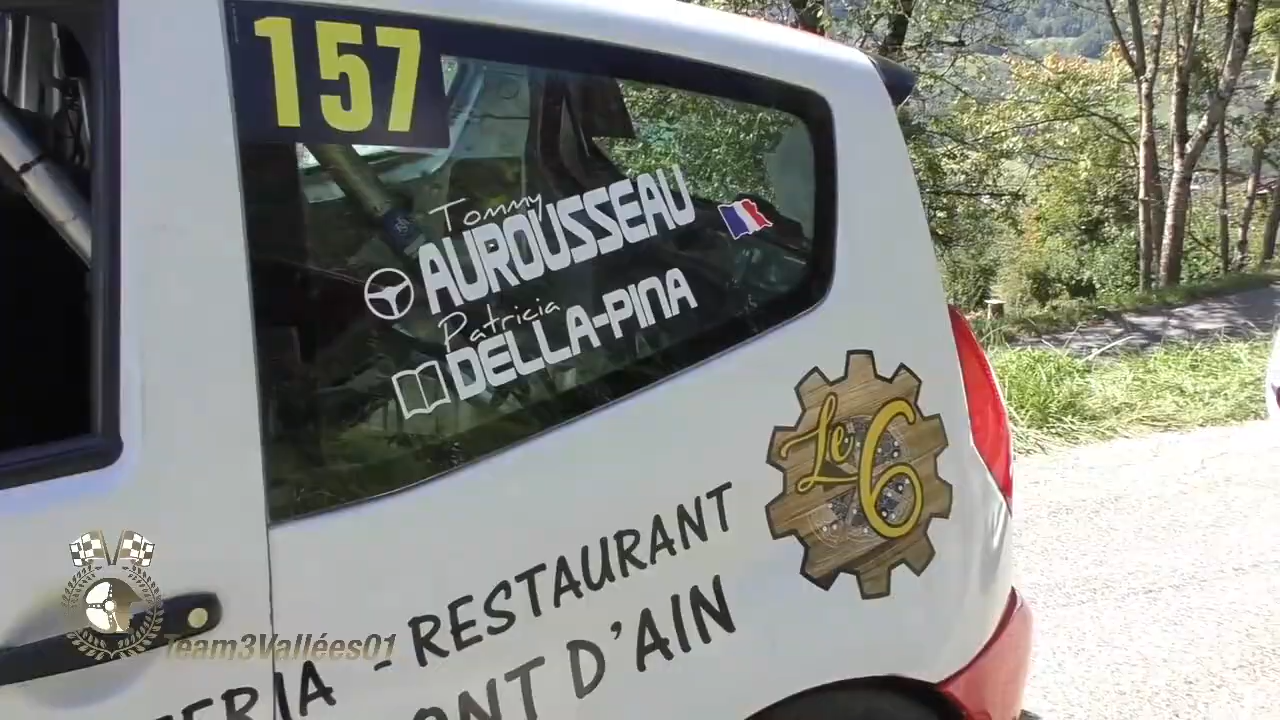 157
Tommy
AUROUSSEAU
Patricia
DELLA-PINA
Le 6
- RESTAURANT
D'AIN
Team3Vallées01